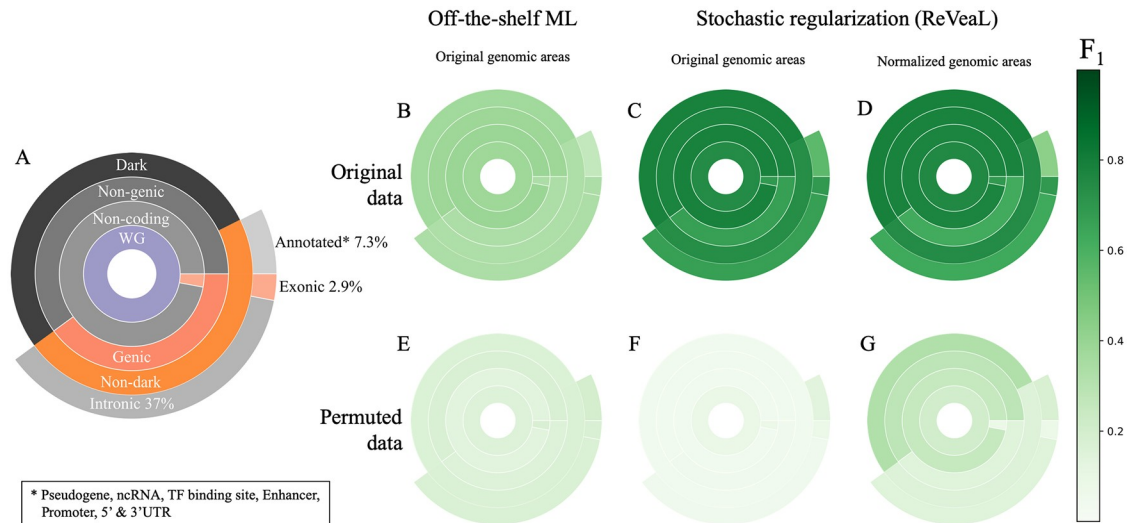 Off-the-shelf ML
Stochastic regularization (ReVeaL)
Original genomic areas
Original genomic areas
Normalized genomic areas
F1
A
B
C
D
Original
data
Dark
Non-genic
Non-coding
WG
Annotated* 7.3%
Exonic 2.9%
Genic
Non-dark
Intronic 37%
E
F
G
Permuted
data
0.8
0.6
0.4
0.2
* Pseudogene, ncRNA, TF binding site, Enhancer,
Promoter, 5' & 3'UTR